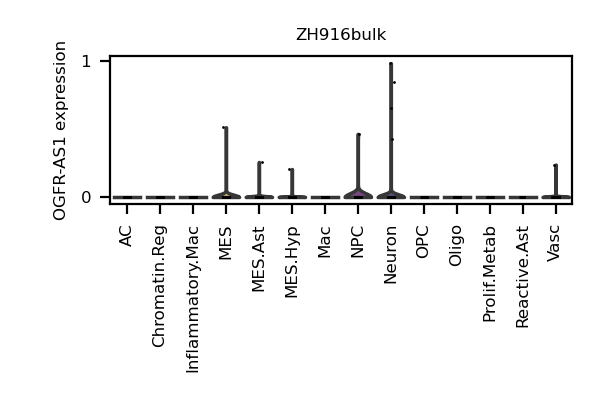 ZH916bulk
OGFR-AS1 expression
1
0
AC
Chromatin.Reg
Inflammatory.Mac
MES
MES.Ast
MES.Hyp
Mac
NPC
Neuron
OPC
Oligo
Prolif.Metab
Reactive.Ast
Vasc